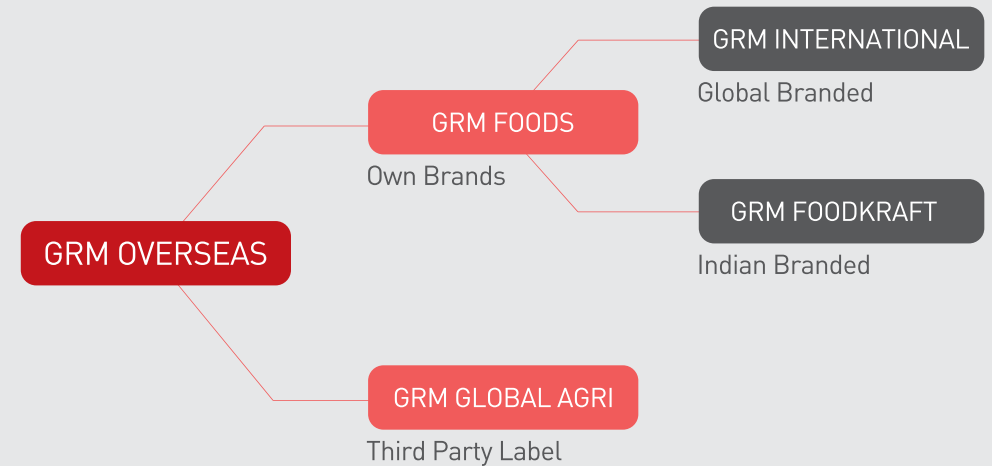 GRM INTERNATIONAL
Global Branded
GRM FOODS
Own Brands
GRM FOODKRAFT
Indian Branded
GRM OVERSEAS
GRM GLOBAL AGRI
Third Party Label